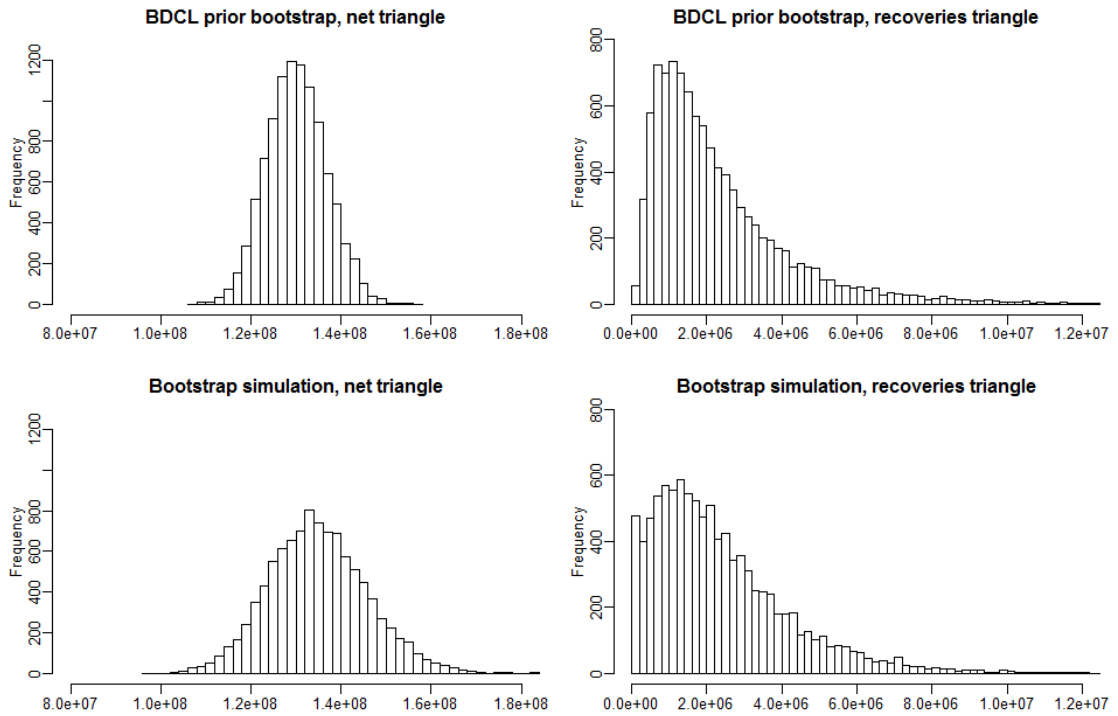 BDCL prior bootstrap, net triangle
Frequency
0 200 400 600 800 1200
8.0e+07 1.0e+08 1.2e+08 1.4e+08 1.6e+08 1.8e+08
BDCL prior bootstrap, recoveries triangle
Frequency
0 200 400 600 800
0.0e+00 2.0e+06 4.0e+06 6.0e+06 8.0e+06 1.0e+07 1.2e+07
Bootstrap simulation, net triangle
Frequency
0 200 400 600 800 1200
8.0e+07 1.0e+08 1.2e+08 1.4e+08 1.6e+08 1.8e+08
Bootstrap simulation, recoveries triangle
Frequency
0 200 400 600 800
0.0e+00 2.0e+06 4.0e+06 6.0e+06 8.0e+06 1.0e+07 1.2e+07